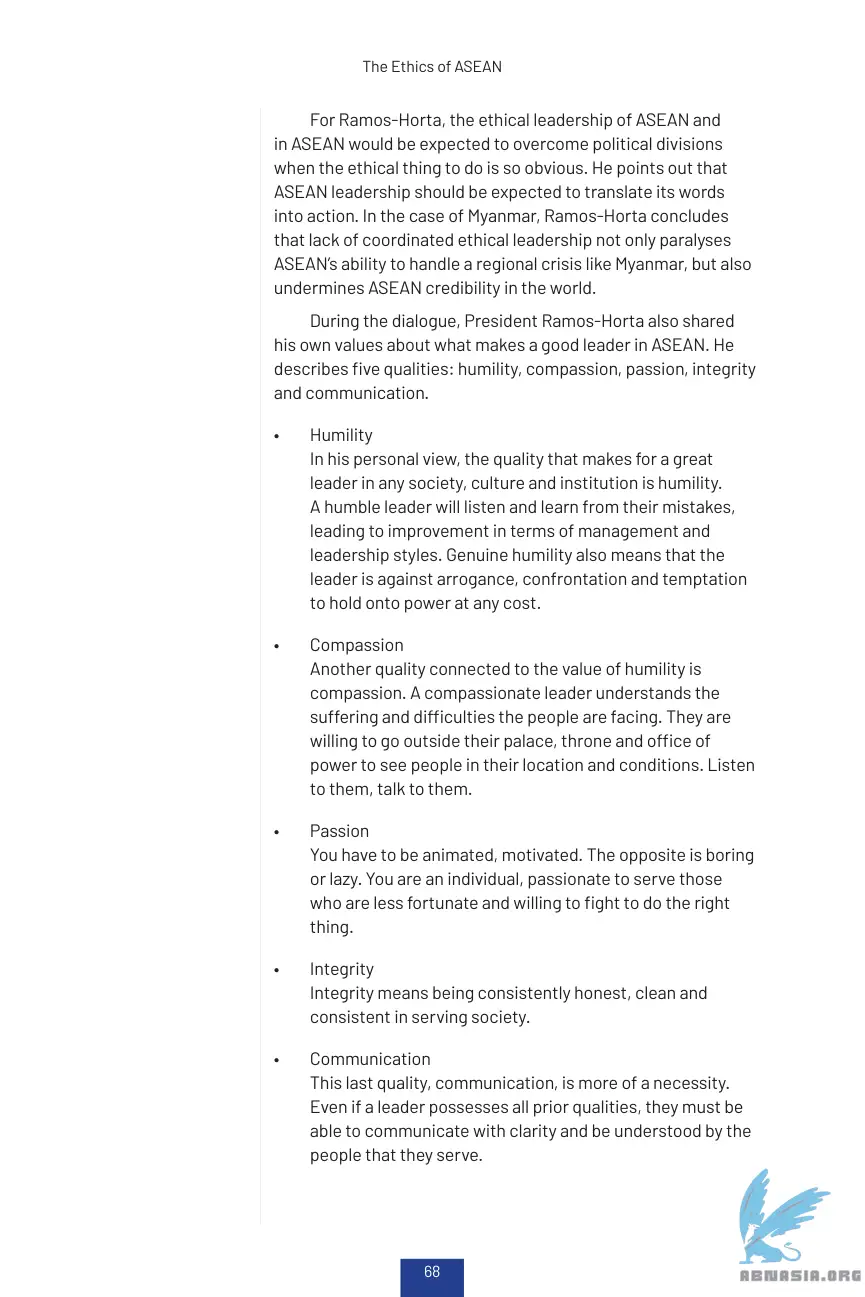 The Ethics of ASEAN
For Ramos-Horta, the ethical leadership of ASEAN and
in ASEAN would be expected to overcome political divisions
when the ethical thing to do is so obvious. He points out that
ASEAN leadership should be expected to translate its words
into action. In the case of Myanmar, Ramos-Horta concludes
that lack of coordinated ethical leadership not only paralyses
ASEAN’s ability to handle a regional crisis like Myanmar, but also
undermines ASEAN credibility in the world.
During the dialogue, President Ramos-Horta also shared
his own values about what makes a good leader in ASEAN. He
describes five qualities: humility, compassion, passion, integrity
and communication.
• Humility
In his personal view, the quality that makes for a great
leader in any society, culture and institution is humility.
A humble leader will listen and learn from their mistakes,
leading to improvement in terms of management and
leadership styles. Genuine humility also means that the
leader is against arrogance, confrontation and temptation
to hold onto power at any cost.
• Compassion
Another quality connected to the value of humility is
compassion. A compassionate leader understands the
suffering and difficulties the people are facing. They are
willing to go outside their palace, throne and office of
power to see people in their location and conditions. Listen
to them, talk to them.
• Passion
You have to be animated, motivated. The opposite is boring
or lazy. You are an individual, passionate to serve those
who are less fortunate and willing to fight to do the right
thing.
• Integrity
Integrity means being consistently honest, clean and
consistent in serving society.
• Communication
This last quality, communication, is more of a necessity.
Even if a leader possesses all prior qualities, they must be
able to communicate with clarity and be understood by the
people that they serve.
68
ABNASIA.ORG